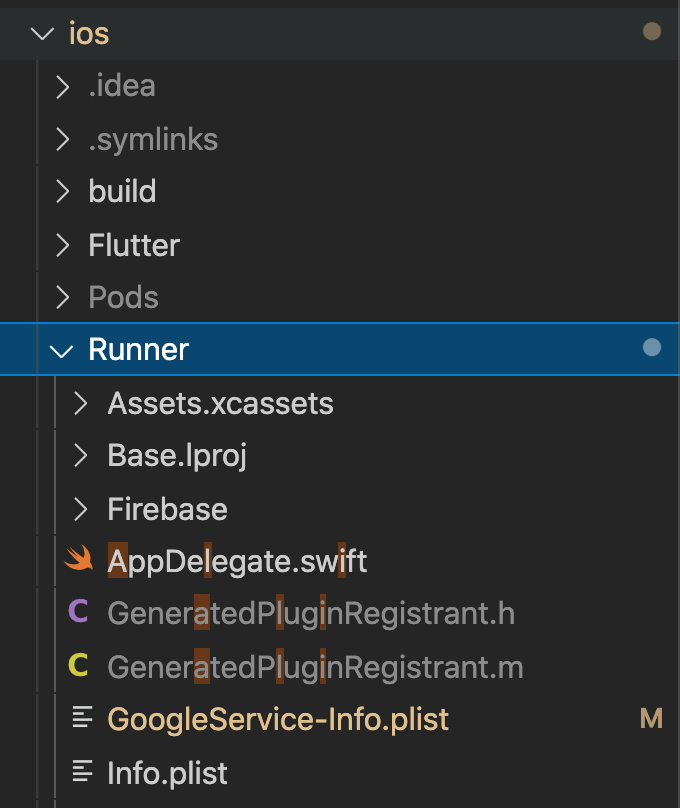 ios
.idea
.symlinks
build
Flutter
Pods
Runner
Assets.xcassets
Base.lproj
Firebase
AppDelegate.swift
C GeneratedPluginRegistrant.h
C GeneratedPluginRegistrant.m
GoogleService-Info.plist M
Info.plist